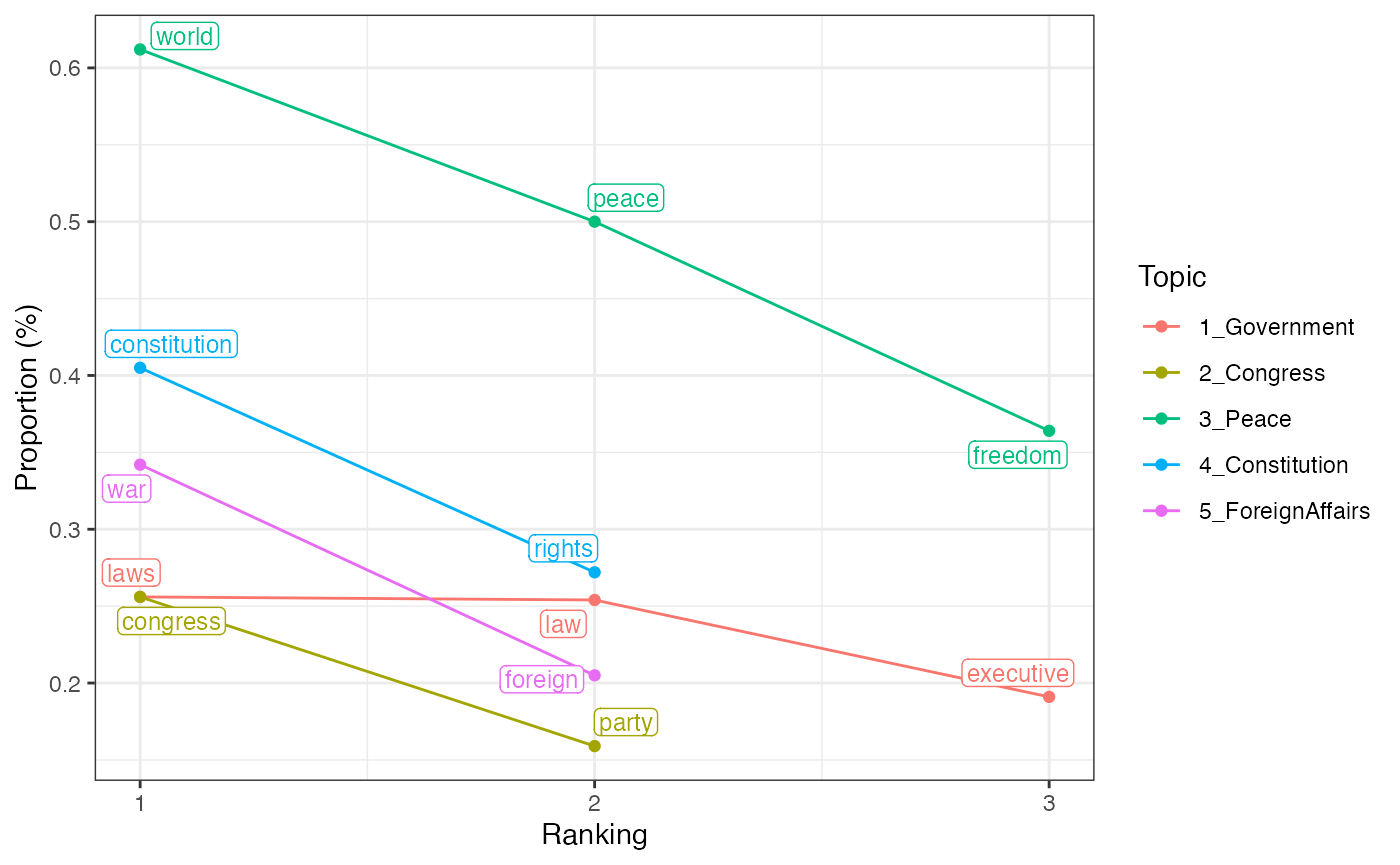 world
0.6
peace
0.5
Topic
constitution
1_Government
0.4
2_Congress
Proportion (%)
3_Peace
freedom
4_Constitution
war
5_ForeignAffairs
0.3
rights
laws
congress
law
executive
foreign
0.2
party
1
2
3
Ranking